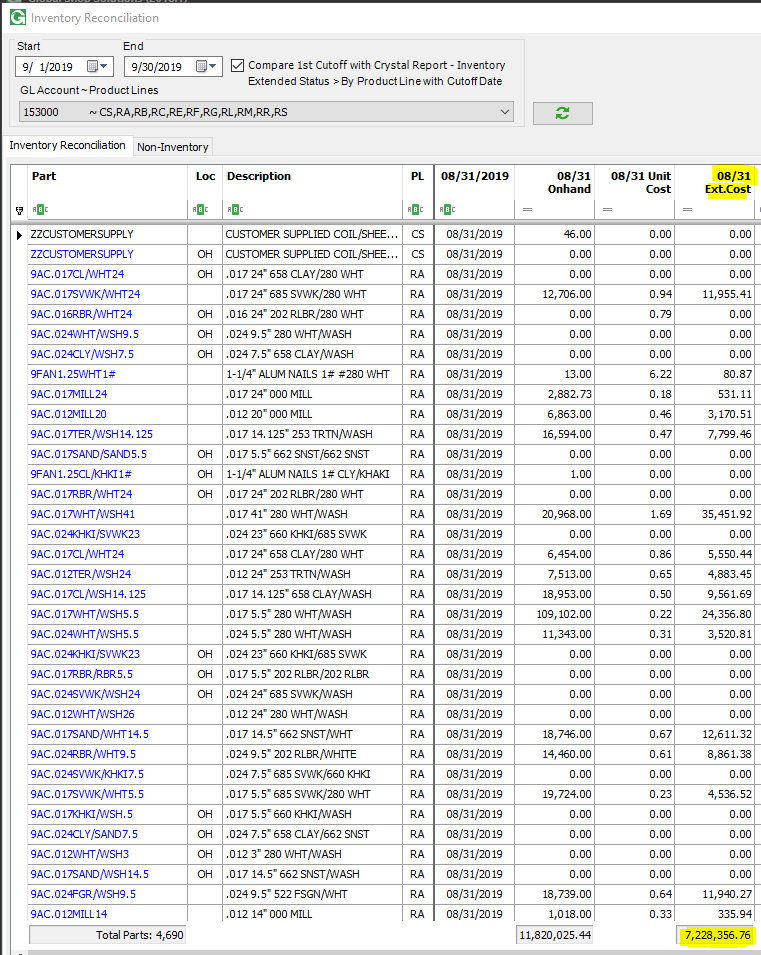 Inventory Reconciliation
Start End
9/ 1/2019 9/30/2019 Compare 1st Cutoff with Crystal Report - Inventory
Extended Status > By Product Line with Cutoff Date
GL Account ~ Product Lines
153000 ~ CS,RA,RB,RC,RE,RF,RG,RL,RM,RR,RS
Inventory Reconciliation Non-Inventory
Part Loc Description PL 08/31/2019 08/31 Onhand 08/31 Unit Cost 08/31 Ext.Cost
ABC ABC ABC ABC ABC = = =
ZZCUSTOMERSUPPLY CUSTOMER SUPPLIED COIL/SHEE... CS 08/31/2019 46.00 0.00 0.00
ZZCUSTOMERSUPPLY OH CUSTOMER SUPPLIED COIL/SHEE... CS 08/31/2019 0.00 0.00 0.00
9AC.017CL/WHT24 OH .017 24" 658 CLAY/280 WHT RA 08/31/2019 0.00 0.00 0.00
9AC.017SVWK/WHT24 .017 24" 685 SVWK/280 WHT RA 08/31/2019 12,706.00 0.94 11,955.41
9AC.016RBR/WHT24 OH .016 24" 202 RLBR/280 WHT RA 08/31/2019 0.00 0.79 0.00
9AC.024WHT/WSH9.5 OH .024 9.5" 280 WHT/WASH RA 08/31/2019 0.00 0.00 0.00
9AC.024CLY/WSH7.5 OH .024 7.5" 658 CLAY/WASH RA 08/31/2019 0.00 0.00 0.00
9FAN1.25WHT1# 1-1/4" ALUM NAILS 1# #280 WHT RA 08/31/2019 13.00 6.22 80.87
9AC.017MILL24 .017 24" 000 MILL RA 08/31/2019 2,882.73 0.18 531.11
9AC.012MILL20 .012 20" 000 MILL RA 08/31/2019 6,863.00 0.46 3,170.51
9AC.017TER/WSH14.125 .017 14.125" 253 TRTN/WASH RA 08/31/2019 16,594.00 0.47 7,799.46
9AC.017SAND/SAND5.5 OH .017 5.5" 662 SNST/662 SNST RA 08/31/2019 0.00 0.00 0.00
9FAN1.25CL/KHKI1# OH 1-1/4" ALUM NAILS 1# CLY/KHAKI RA 08/31/2019 1.00 0.00 0.00
9AC.017RBR/WHT24 OH .017 24" 202 RLBR/280 WHT RA 08/31/2019 0.00 0.00 0.00
9AC.017WHT/WSH41 .017 41" 280 WHT/WASH RA 08/31/2019 20,968.00 1.69 35,451.92
9AC.024KHKI/SVWK23 .024 23" 660 KHKI/685 SVWK RA 08/31/2019 0.00 0.00 0.00
9AC.017CL/WHT24 .017 24" 658 CLAY/280 WHT RA 08/31/2019 6,454.00 0.86 5,550.44
9AC.012TER/WSH24 .012 24" 253 TRTN/WASH RA 08/31/2019 7,513.00 0.65 4,883.45
9AC.017CL/WSH14.125 .017 14.125" 658 CLAY/WASH RA 08/31/2019 18,953.00 0.50 9,561.69
9AC.017WHT/WSH5.5 .017 5.5" 280 WHT/WASH RA 08/31/2019 109,102.00 0.22 24,356.80
9AC.024WHT/WSH5.5 .024 5.5" 280 WHT/WASH RA 08/31/2019 11,343.00 0.31 3,520.81
9AC.024KHKI/SVWK23 OH .024 23" 660 KHKI/685 SVWK RA 08/31/2019 0.00 0.00 0.00
9AC.017RBR/RBR5.5 OH .017 5.5" 202 RLBR/202 RLBR RA 08/31/2019 0.00 0.00 0.00
9AC.024SVWK/WSH24 OH .024 24" 685 SVWK/WASH RA 08/31/2019 0.00 0.00 0.00
9AC.012WHT/WSH26 .012 24" 280 WHT/WASH RA 08/31/2019 0.00 0.00 0.00
9AC.017SAND/WHT14.5 .017 14.5" 662 SNST/WHT RA 08/31/2019 18,746.00 0.67 12,611.32
9AC.024RBR/WHT9.5 .024 9.5" 202 RLBR/WHITE RA 08/31/2019 14,460.00 0.61 8,861.38
9AC.024SVWK/KHKI7.5 .024 7.5" 685 SVWK/660 KHKI RA 08/31/2019 0.00 0.00 0.00
9AC.017SVWK/WHT5.5 .017 5.5" 685 SVWK/280 WHT RA 08/31/2019 19,724.00 0.23 4,536.52
9AC.017KHKI/WSH.5 OH .017 5.5" 660 KHKI/WASH RA 08/31/2019 0.00 0.00 0.00
9AC.024CLY/SAND7.5 OH .024 7.5" 658 CLAY/662 SNST RA 08/31/2019 0.00 0.00 0.00
9AC.012WHT/WSH3 OH .012 3" 280 WHT/WASH RA 08/31/2019 0.00 0.00 0.00
9AC.017SAND/WSH14.5 OH .017 14.5" 662 SNST/WASH RA 08/31/2019 0.00 0.00 0.00
9AC.024FGR/WSH9.5 .024 9.5" 522 FSGN/WHT RA 08/31/2019 18,739.00 0.64 11,940.27
9AC.012MILL14 .012 14" 000 MILL RA 08/31/2019 1,018.00 0.33 335.94
Total Parts: 4,690 11,820,025.44 7,228,356.76